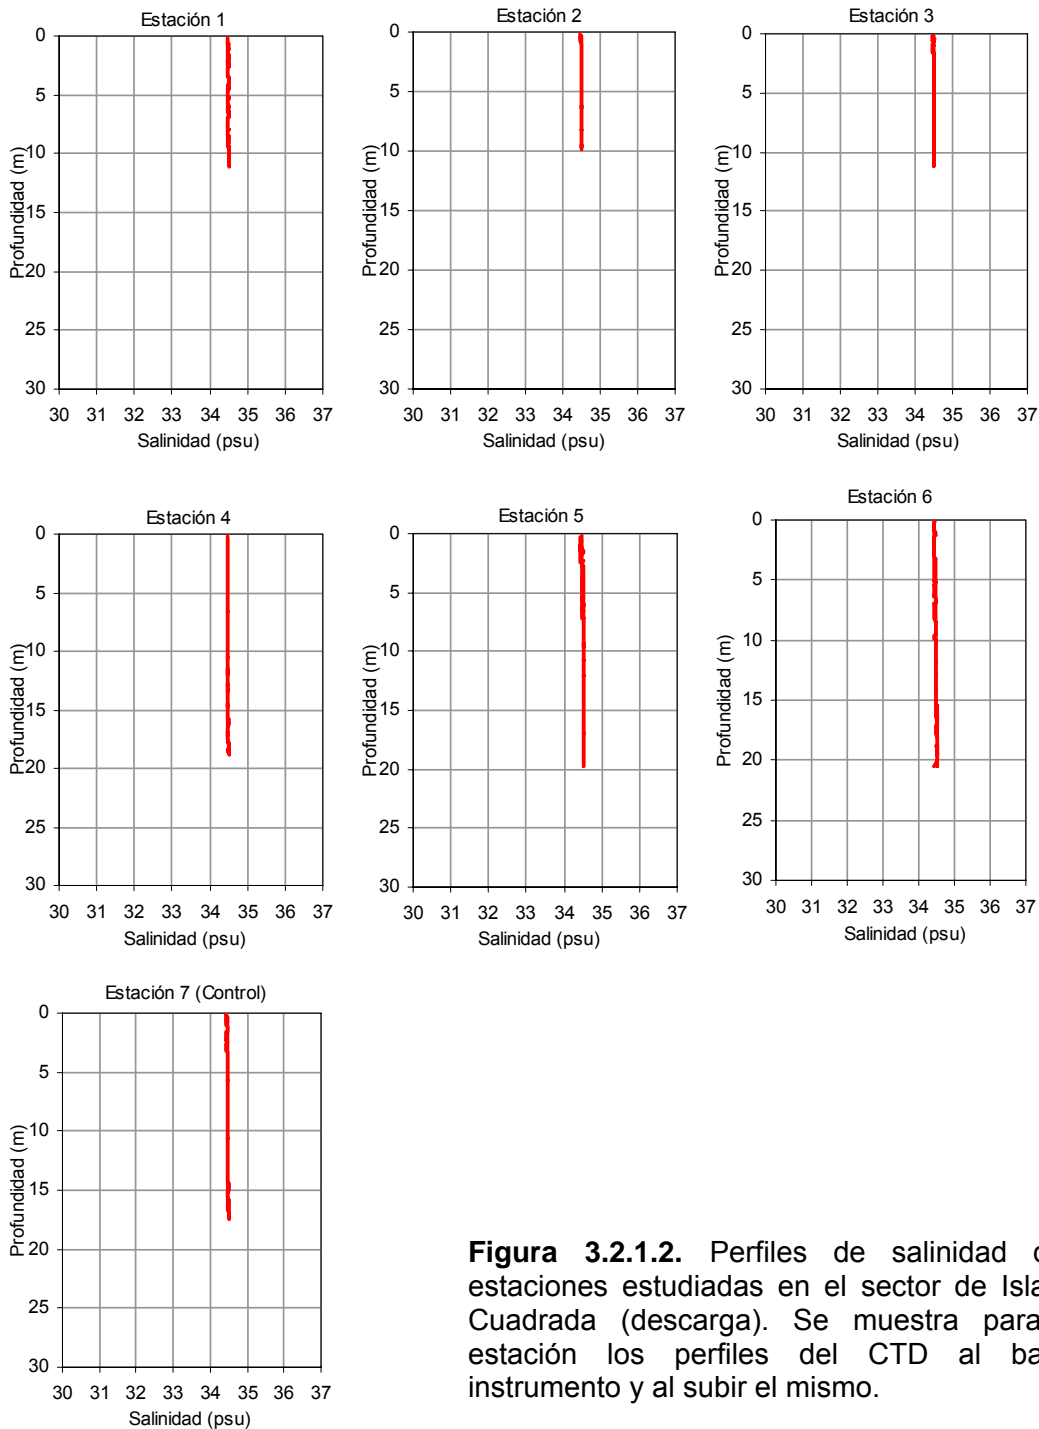 Estación 1
0
5
10
15
20
25
30
Profundidad (m)
30 31 32 33 34 35 36 37
Salinidad (psu)
Estación 2
0
5
10
15
20
25
30
Profundidad (m)
30 31 32 33 34 35 36 37
Salinidad (psu)
Estación 3
0
5
10
15
20
25
30
Profundidad (m)
30 31 32 33 34 35 36 37
Salinidad (psu)
Estación 4
0
5
10
15
20
25
30
Profundidad (m)
30 31 32 33 34 35 36 37
Salinidad (psu)
Estación 5
0
5
10
15
20
25
30
Profundidad (m)
30 31 32 33 34 35 36 37
Salinidad (psu)
Estación 6
0
5
10
15
20
25
30
Profundidad (m)
30 31 32 33 34 35 36 37
Salinidad (psu)
Estación 7 (Control)
0
5
10
15
20
25
30
Profundidad (m)
30 31 32 33 34 35 36 37
Salinidad (psu)
Figura 3.2.1.2. Perfiles de salinidad
estaciones estudiadas en el sector de Isla
Cuadrada (descarga). Se muestra para
estación los perfiles del CTD al ba
instrumento y al subir el mismo.